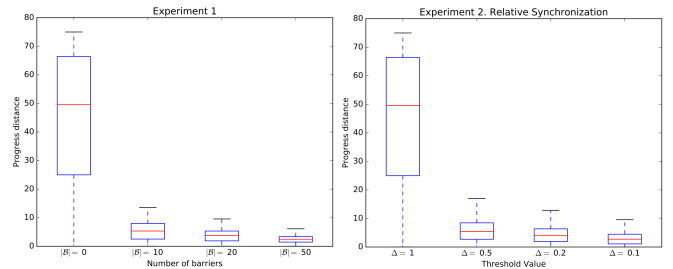 Experiment 1
Progress distance
80
70
60
50
40
30
20
10
0
|𝓑| = 0
|𝓑| = 10
|𝓑| = 20
|𝓑| = 50
Number of barriers
Experiment 2. Relative Synchronization
Progress distance
80
70
60
50
40
30
20
10
0
Δ = 1
Δ = 0.5
Δ = 0.2
Δ = 0.1
Threshold Value